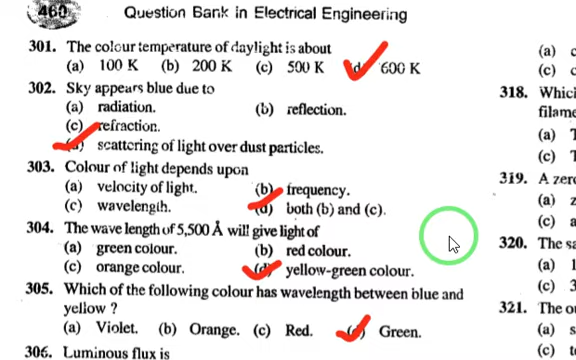 460 Question Bank in Electrical Engineering
301. The colour temperature of daylight is about
(a) 100 K (b) 200 K (c) 500 K (d) 600 K
302. Sky appears blue due to
(a) radiation. (b) reflection.
(c) refraction.
(d) scattering of light over dust particles.
303. Colour of light depends upon
(a) velocity of light. (b) frequency.
(c) wavelength. (d) both (b) and (c).
304. The wave length of 5,500 Å will give light of
(a) green colour. (b) red colour.
(c) orange colour. (d) yellow-green colour.
305. Which of the following colour has wavelength between blue and
yellow ?
(a) Violet. (b) Orange. (c) Red. (d) Green.
306. Luminous flux is
(a)
(c)
318.
(a)
(c)
319. A
(a)
(c)
320. The
(a)
(c)
321. The
(a)
(c)